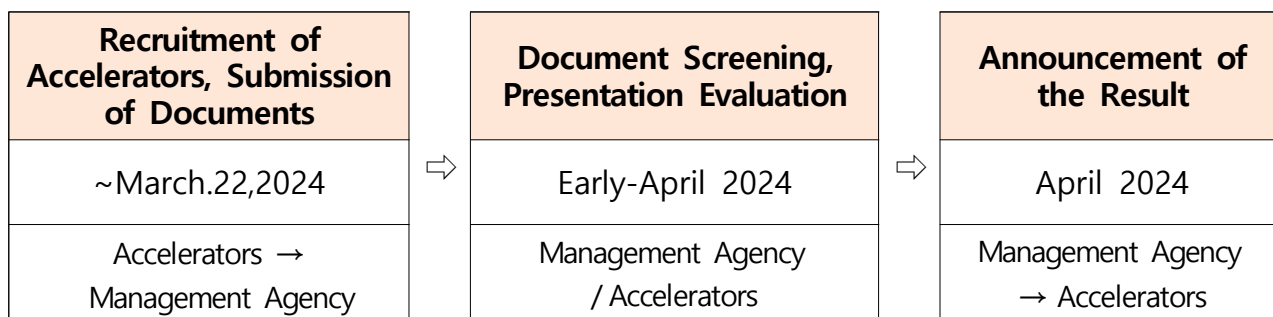 Recruitment of
Accelerators, Submission
of Documents
~March.22,2024
Accelerators →
Management Agency
⇨
Document Screening,
Presentation Evaluation
Early-April 2024
Management Agency
/ Accelerators
⇨
Announcement of
the Result
April 2024
Management Agency
→ Accelerators